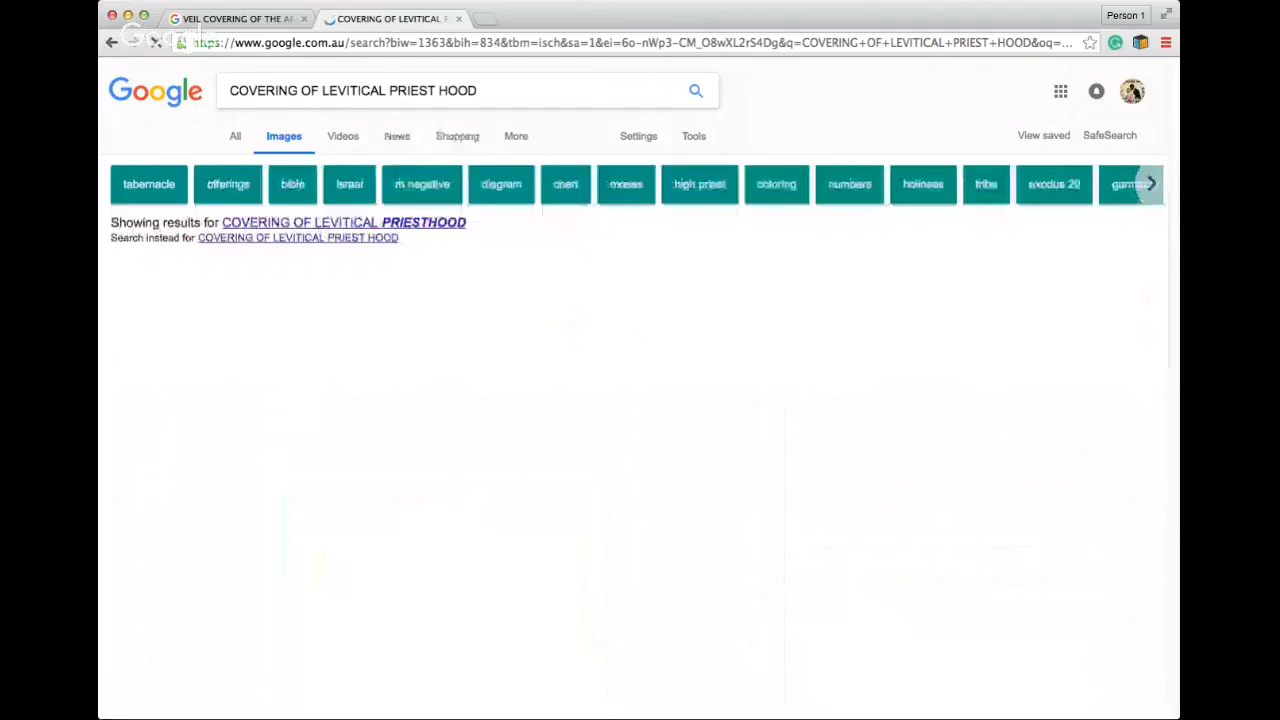 VEIL COVERING OF THE
COVERING OF LEVITICAL
Person 1
https://www.google.com.au/search?biw=1363&bih=834&tbm=isch&sa=1&ei=6o-nWp3-CM_O8wXL2rS4Dg&q=COVERING+OF+LEVITICAL+PRIEST+HOOD&oq=...
Google
COVERING OF LEVITICAL PRIEST HOOD
All Images Videos News Shopping More Settings Tools View saved SafeSearch
tabernacle offerings bible israel rh negative diagram chart moses high priest coloring numbers holiness tribe exodus 29
Showing results for COVERING OF LEVITICAL PRIESTHOOD
Search instead for COVERING OF LEVITICAL PRIEST HOOD